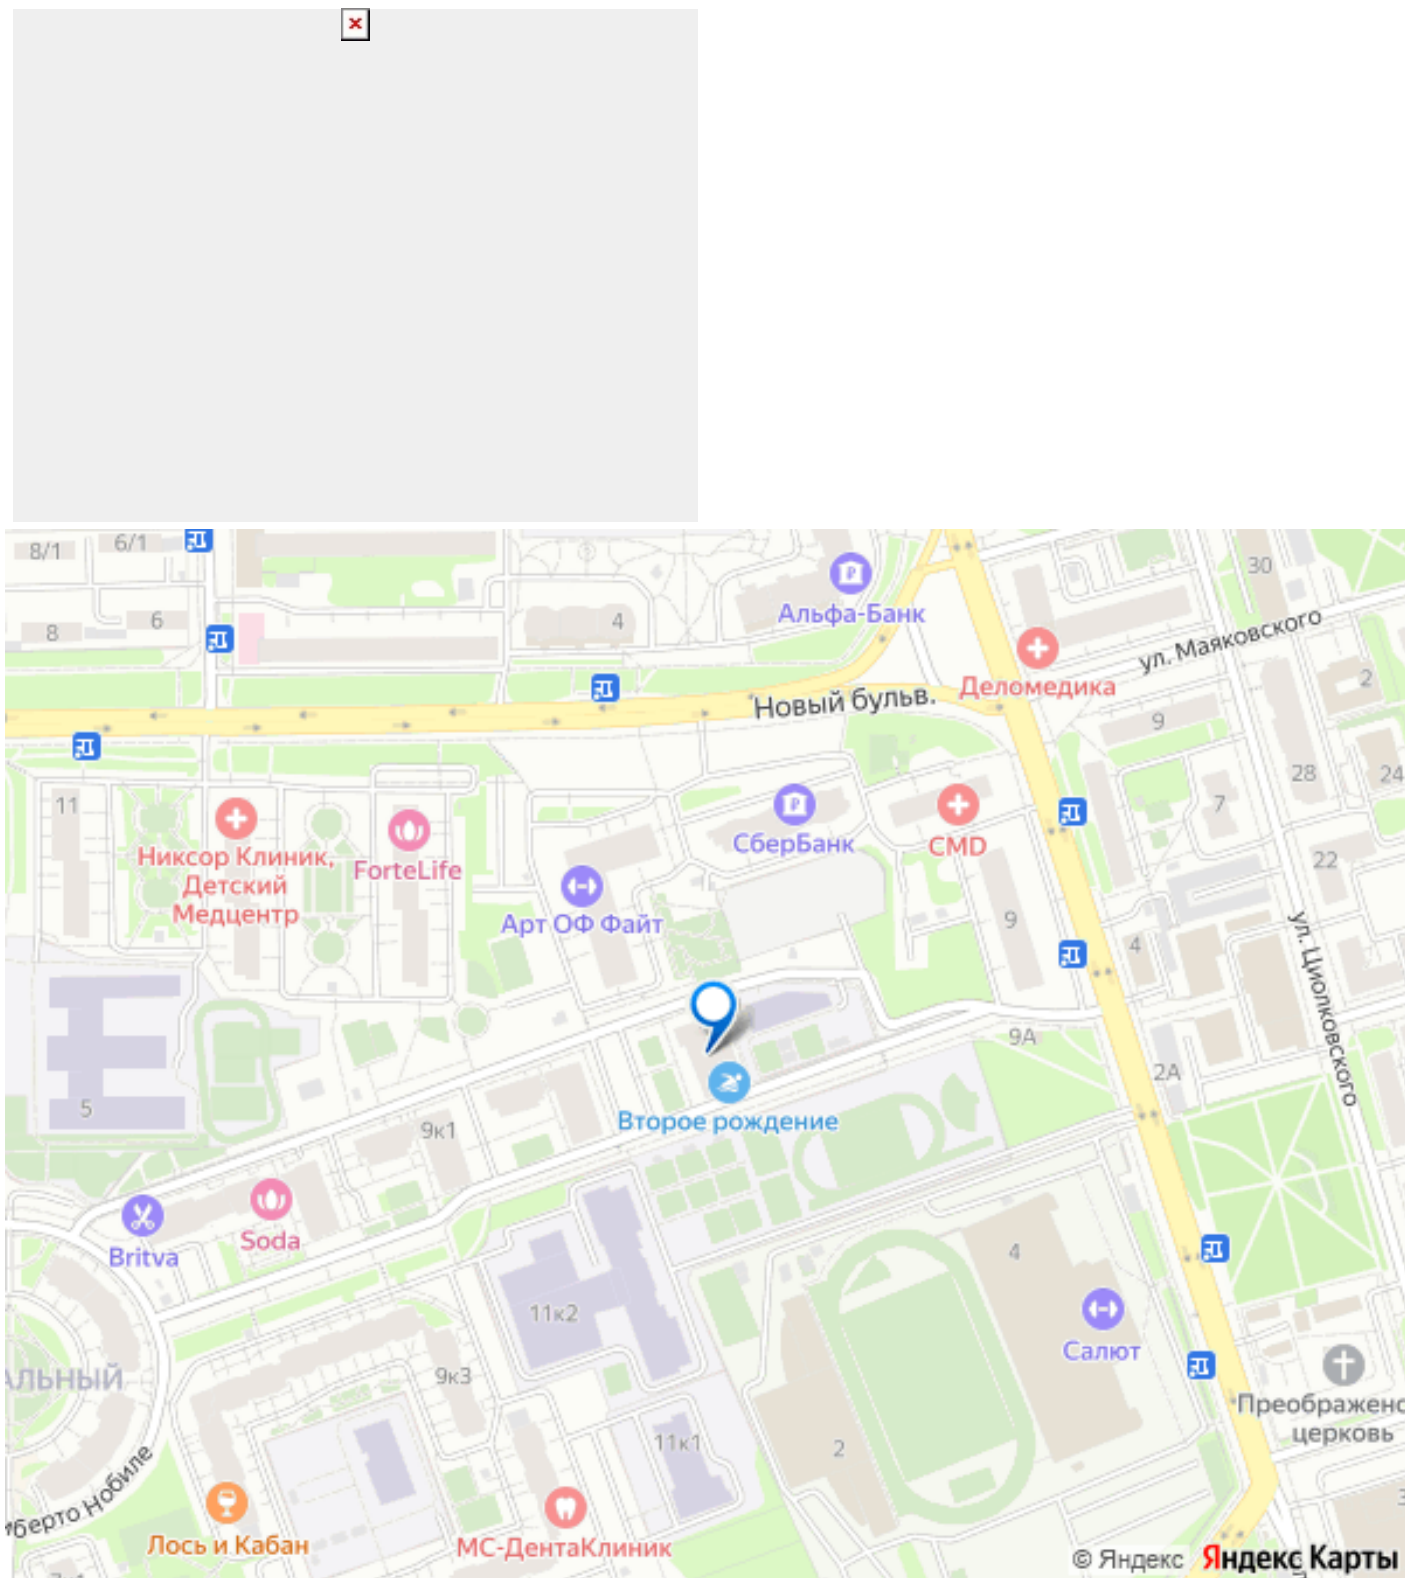 8/1
6/1
30
Альфа-Банк
8
6
4
ул. Маяковского
Деломедика
2
Новый бульв.
9
11
28
24
7
Никсор Клиник,
Детский
Медцентр
ForteLife
СберБанк
CMD
22
Арт ОФ Файт
9
4
ул. Циолковского
9А
2А
5
9к1
Второе рождение
Britva
Soda
4
11к2
Салют
АЛЬНЫЙ
9к3
Преображенс
церковь
11к1
2
мберто Нобиле
Лось и Кабан
МС-ДентаКлиник
© Яндекс Яндекс Карты